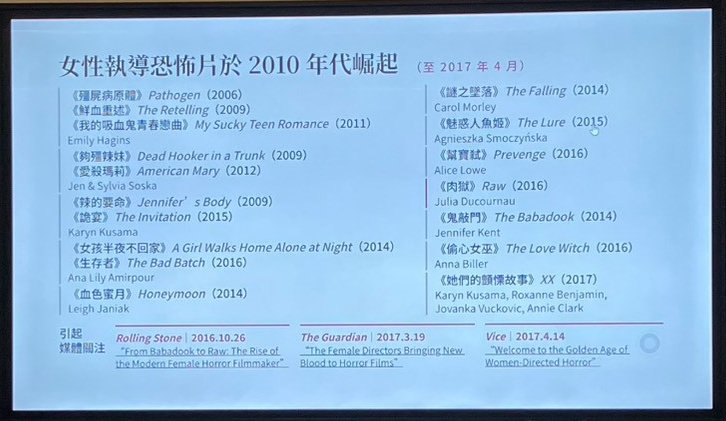 女性執導恐怖片於 2010 年代崛起 （至 2017 年 4 月）
《殭屍病原體》Pathogen（2006）
《鮮血重述》The Retelling（2009）
《我的吸血鬼青春戀曲》My Sucky Teen Romance（2011）
Emily Hagins
《夠殭辣妹》Dead Hooker in a Trunk（2009）
《愛殺瑪莉》American Mary（2012）
Jen & Sylvia Soska
《辣的要命》Jennifer's Body（2009）
《詭宴》The Invitation（2015）
Karyn Kusama
《女孩半夜不回家》A Girl Walks Home Alone at Night（2014）
《生存者》The Bad Batch（2016）
Ana Lily Amirpour
《血色蜜月》Honeymoon（2014）
Leigh Janiak
《謎之墜落》The Falling（2014）
Carol Morley
《魅惑人魚姬》The Lure（2015）
Agnieszka Smoczyńska
《幫寶弒》Prevenge（2016）
Alice Lowe
《肉獄》Raw（2016）
Julia Ducournau
《鬼敲門》The Babadook（2014）
Jennifer Kent
《偷心女巫》The Love Witch（2016）
Anna Biller
《她們的顫慄故事》XX（2017）
Karyn Kusama, Roxanne Benjamin,
Jovanka Vuckovic, Annie Clark
引起
媒體關注
Rolling Stone｜2016.10.26
“From Babadook to Raw: The Rise of
the Modern Female Horror Filmmaker”
The Guardian｜2017.3.19
“The Female Directors Bringing New
Blood to Horror Films”
Vice｜2017.4.14
“Welcome to the Golden Age of
Women-Directed Horror”